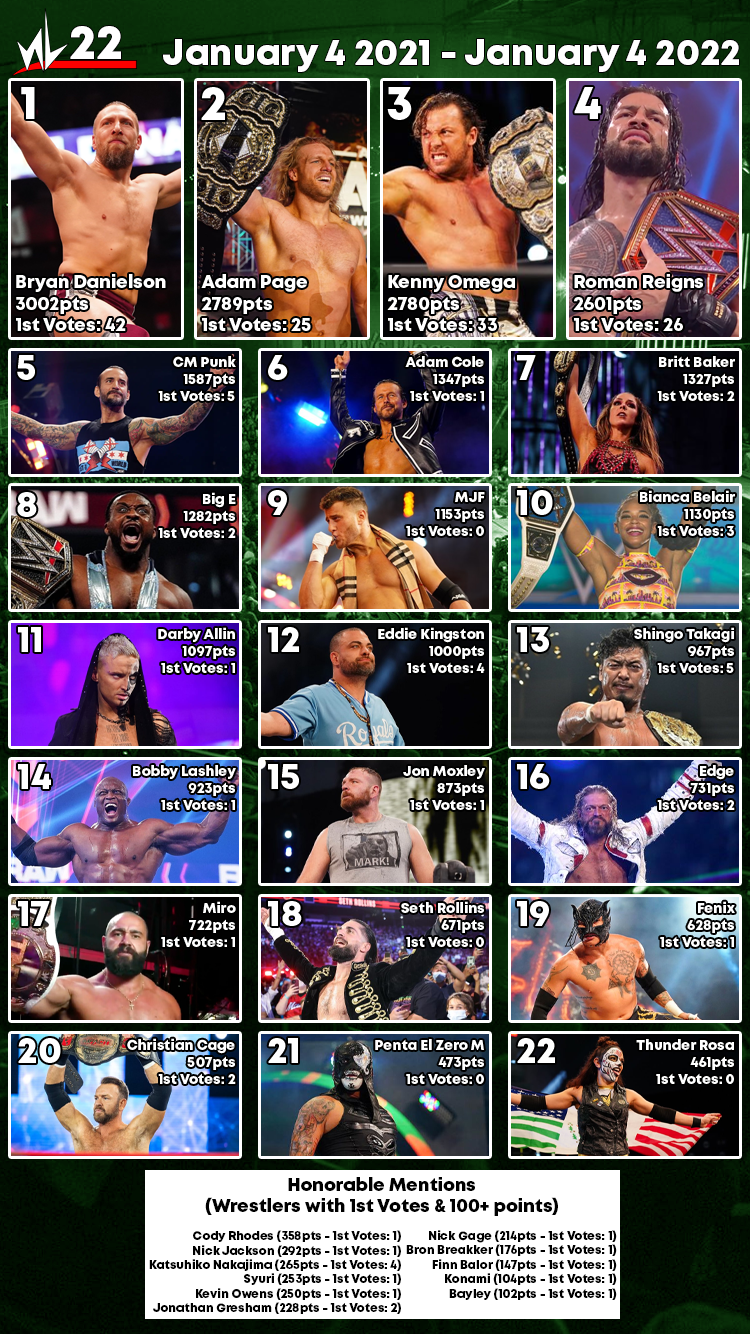 WL 22
January 4 2021 - January 4 2022
1
Bryan Danielson
3002pts
1st Votes: 42
2
Adam Page
2789pts
1st Votes: 25
3
Kenny Omega
2780pts
1st Votes: 33
4
Roman Reigns
2601pts
1st Votes: 26
5
CM Punk
1587pts
1st Votes: 5
6
Adam Cole
1347pts
1st Votes: 1
7
Britt Baker
1327pts
1st Votes: 2
8
Big E
1282pts
1st Votes: 2
9
MJF
1153pts
1st Votes: 0
10
Bianca Belair
1130pts
1st Votes: 3
11
Darby Allin
1097pts
1st Votes: 1
12
Eddie Kingston
1000pts
1st Votes: 4
Royals
13
Shingo Takagi
967pts
1st Votes: 5
14
Bobby Lashley
923pts
1st Votes: 1
RAW
15
Jon Moxley
873pts
1st Votes: 1
MARK!
16
Edge
731pts
1st Votes: 2
17
Miro
722pts
1st Votes: 1
18
SETH ROLLINS
Seth Rollins
671pts
1st Votes: 0
19
Fenix
628pts
1st Votes: 1
20
Christian Cage
507pts
1st Votes: 2
21
Penta El Zero M
473pts
1st Votes: 0
22
Thunder Rosa
461pts
1st Votes: 0
Honorable Mentions
(Wrestlers with 1st Votes & 100+ points)
Cody Rhodes (358pts - 1st Votes: 1)
Nick Jackson (292pts - 1st Votes: 1)
Katsuhiko Nakajima (265pts - 1st Votes: 4)
Syuri (253pts - 1st Votes: 1)
Kevin Owens (250pts - 1st Votes: 1)
Jonathan Gresham (228pts - 1st Votes: 2)
Nick Gage (214pts - 1st Votes: 1)
Bron Breakker (176pts - 1st Votes: 1)
Finn Balor (147pts - 1st Votes: 1)
Konami (104pts - 1st Votes: 1)
Bayley (102pts - 1st Votes: 1)